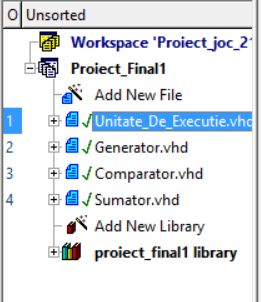 O Unsorted
Workspace 'Proiect_joc_21
Proiect_Final1
Add New File
1 Unitate_De_Executie.vhd
2 Generator.vhd
3 Comparator.vhd
4 Sumator.vhd
Add New Library
proiect_final1 library